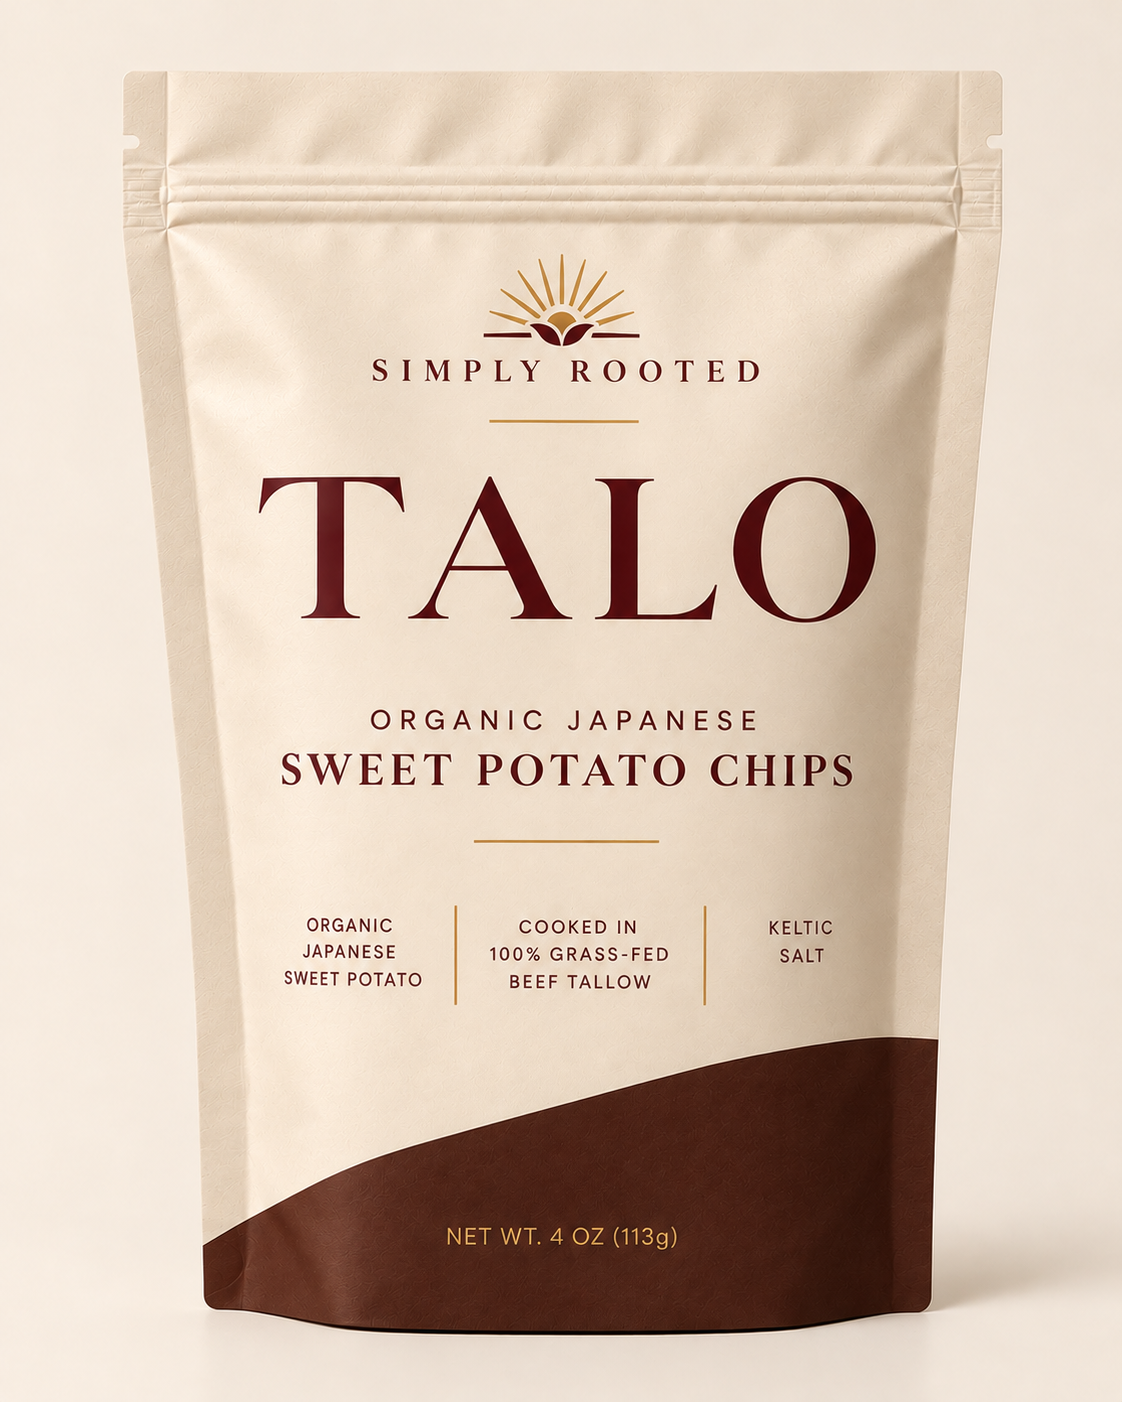 SIMPLY ROOTED
TALO
ORGANIC JAPANESE
SWEET POTATO CHIPS
ORGANIC
JAPANESE
SWEET POTATO
COOKED IN
100% GRASS-FED
BEEF TALLOW
KELTIC
SALT
NET WT. 4 OZ (113g)